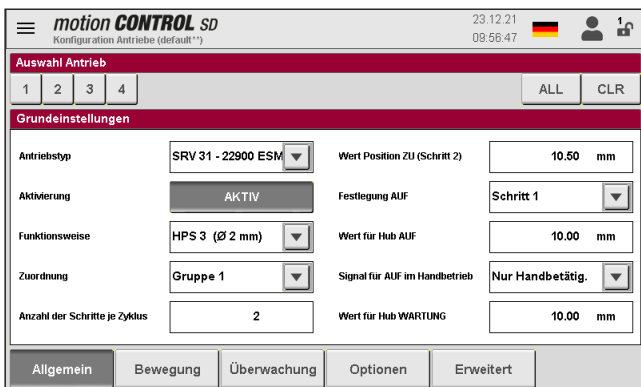 motion CONTROL SD
Konfiguration Antriebe (default**)
23.12.21
09:56:47
1
Auswahl Antrieb
1 2 3 4 ALL CLR
Grundeinstellungen
Antriebstyp SRV 31 - 22900 ESM Wert Position ZU (Schritt 2) 10.50 mm
Aktivierung AKTIV Festlegung AUF Schritt 1
Funktionsweise HPS 3 (Ø 2 mm) Wert für Hub AUF 10.00 mm
Zuordnung Gruppe 1 Signal für AUF im Handbetrieb Nur Handbetätig.
Anzahl der Schritte je Zyklus 2 Wert für Hub WARTUNG 10.00 mm
Allgemein Bewegung Überwachung Optionen Erweitert